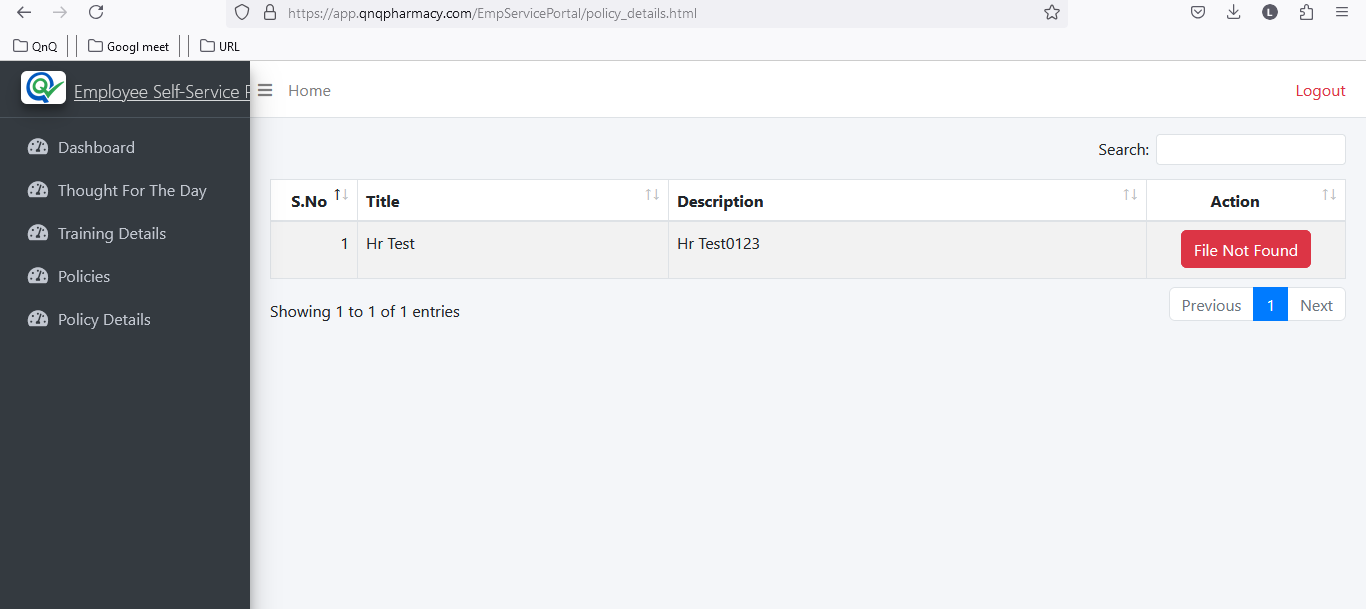 https://app.qnqpharmacy.com/EmpServicePortal/policy_details.html
L
QnQ Googl meet URL
Employee Self-Service
Home
Logout
Dashboard
Thought For The Day
Training Details
Policies
Policy Details
Search:
S.No Title Description Action
1 Hr Test Hr Test0123 File Not Found
Showing 1 to 1 of 1 entries
Previous 1 Next